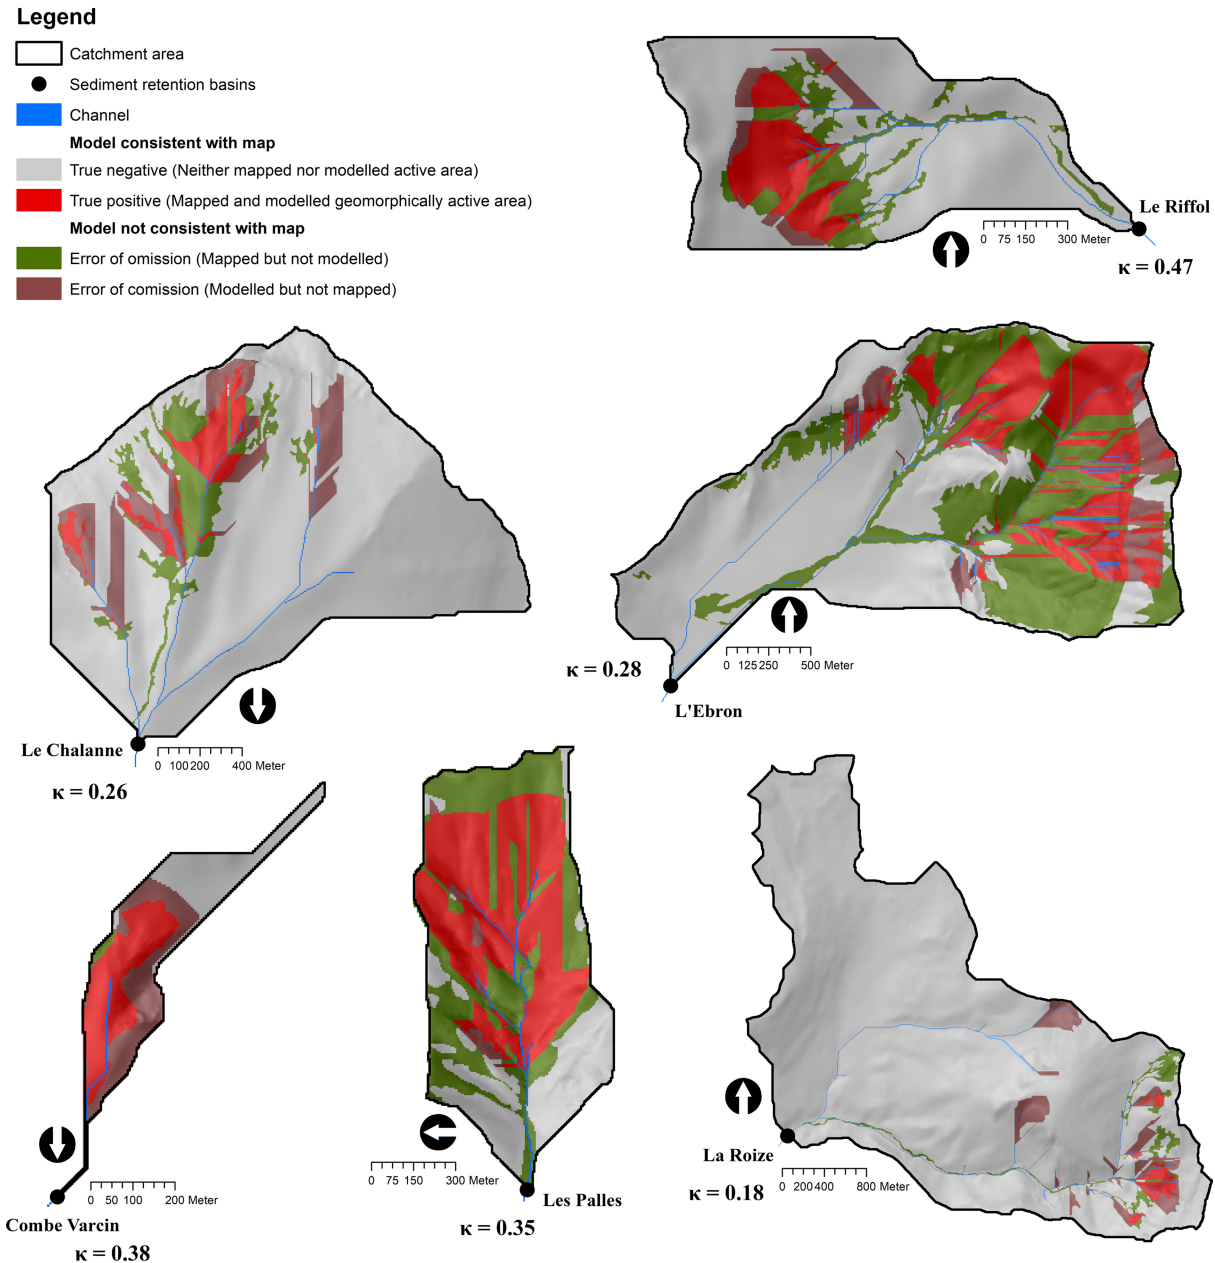 Legend
Catchment area
Sediment retention basins
Channel
Model consistent with map
True negative (Neither mapped nor modelled active area)
True positive (Mapped and modelled geomorphically active area)
Model not consistent with map
Error of omission (Mapped but not modelled)
Error of comission (Modelled but not mapped)
Le Riffol
0 75 150 300 Meter
κ = 0.47
κ = 0.28
0 125 250 500 Meter
L'Ebron
Le Chalanne
0 100 200 400 Meter
κ = 0.26
La Roize
0 200 400 800 Meter
κ = 0.18
0 75 150 300 Meter
Les Palles
κ = 0.35
0 50 100 200 Meter
Combe Varcin
κ = 0.38